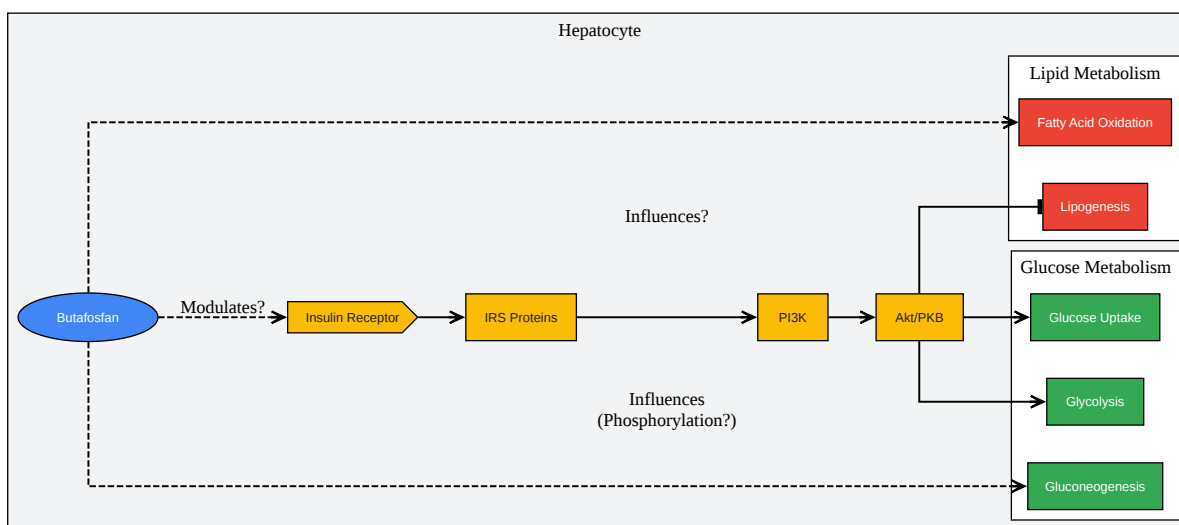 Hepatocyte
Lipid Metabolism
Fatty Acid Oxidation
Influences?
Lipogenesis
Glucose Metabolism
Butafosfan
Modulates?
Insulin Receptor
IRS Proteins
PI3K
Akt/PKB
Glucose Uptake
Influences
(Phosphorylation?)
Glycolysis
Gluconeogenesis